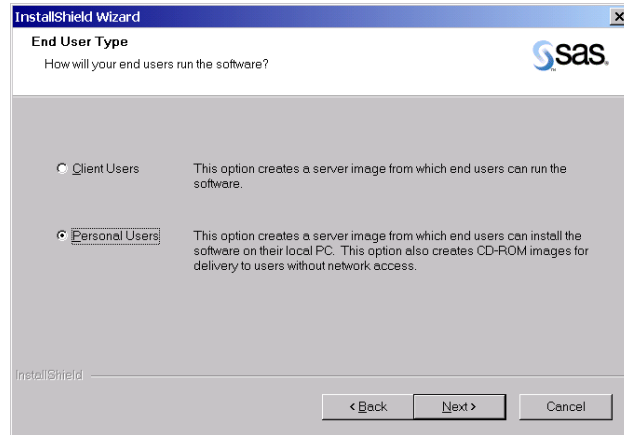 InstallShield Wizard
End User Type
How will your end users run the software?
sas.
Client Users
This option creates a server image from which end users can run the
software.
Personal Users
This option creates a server image from which end users can install the
software on their local PC. This option also creates CD-ROM images for
delivery to users without network access.
InstallShield
< Back
Next >
Cancel